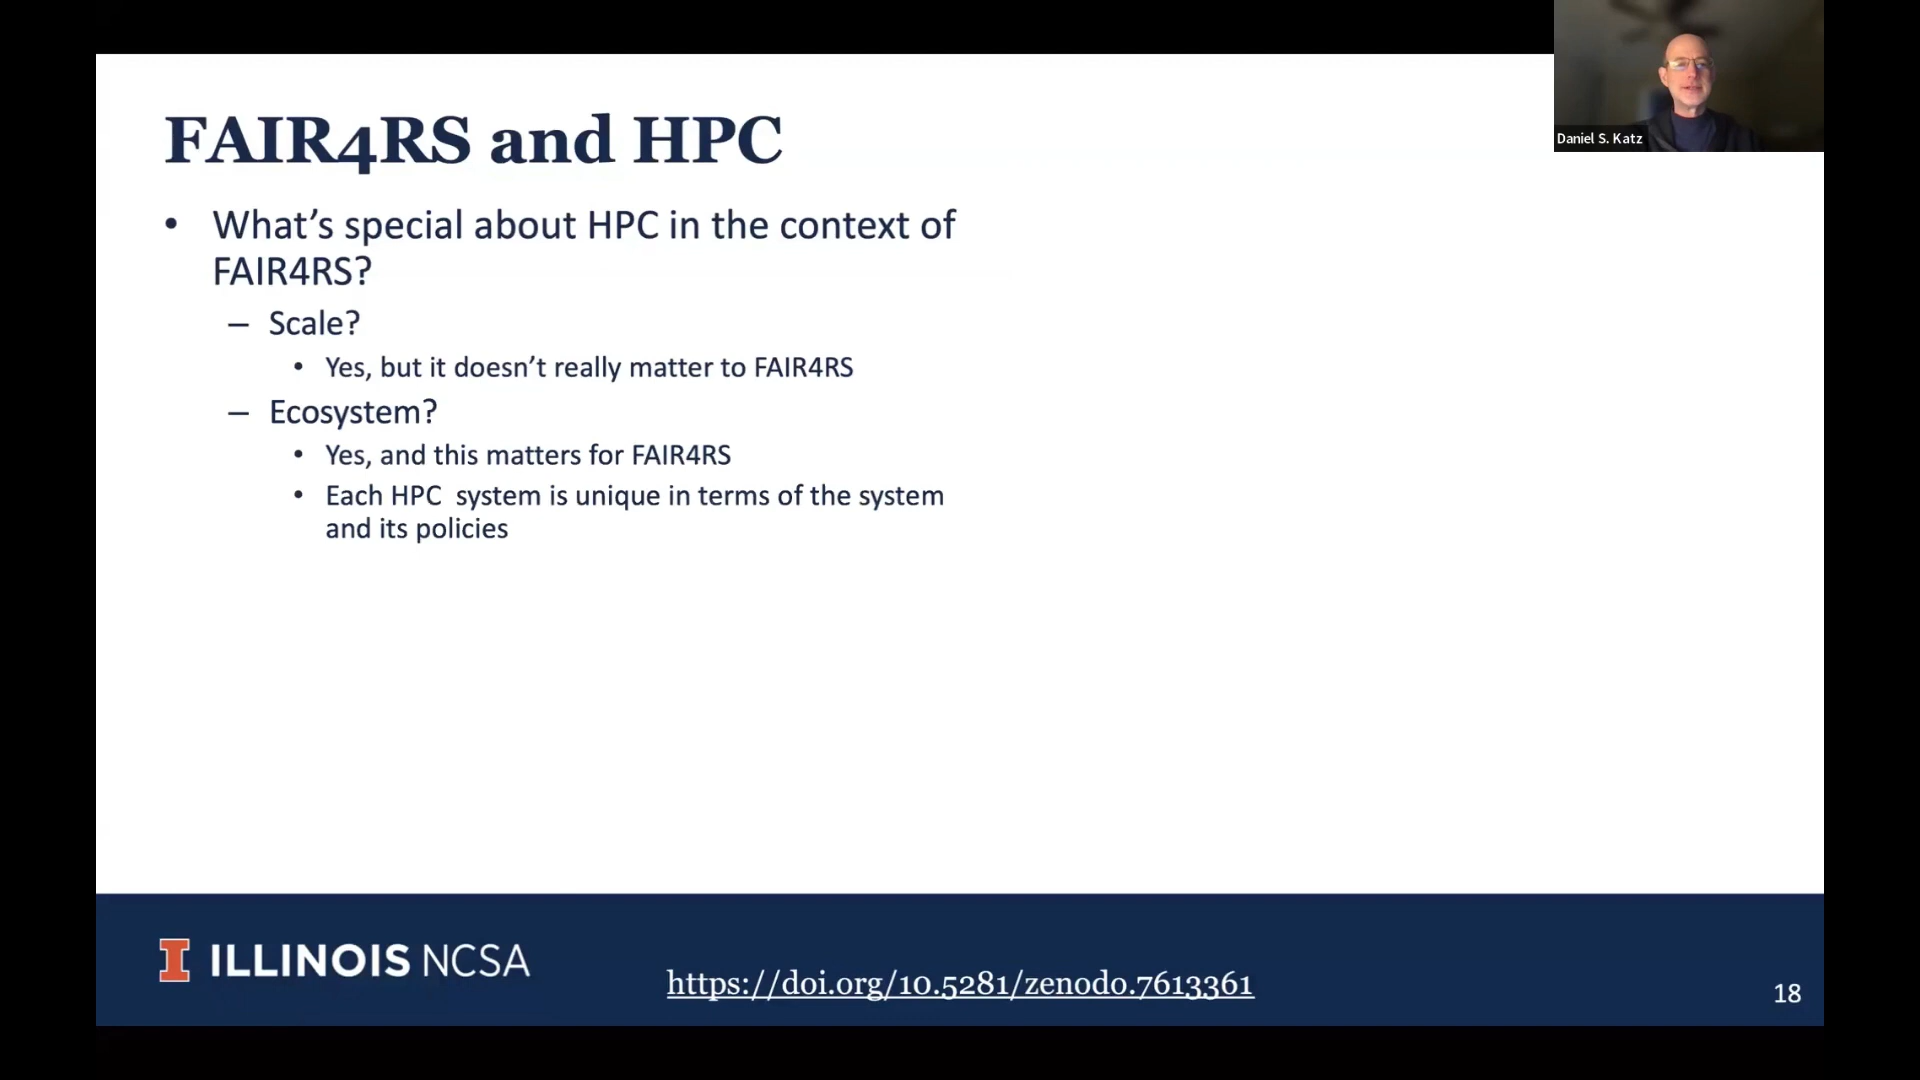 FAIR4RS and HPC
• What’s special about HPC in the context of
FAIR4RS?
– Scale?
• Yes, but it doesn’t really matter to FAIR4RS
– Ecosystem?
• Yes, and this matters for FAIR4RS
• Each HPC  system is unique in terms of the system
and its policies
Daniel S. Katz
I ILLINOIS NCSA
https://doi.org/10.5281/zenodo.7613361
18